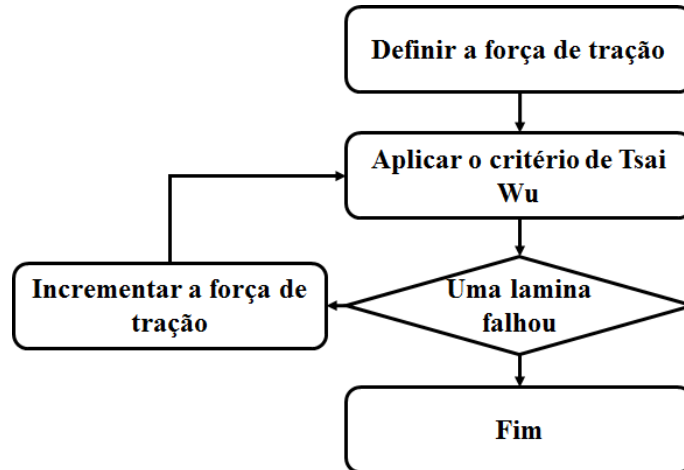 Definir a força de tração
Aplicar o critério de Tsai
Wu
Uma lamina
falhou
Incrementar a força de
tração
Fim